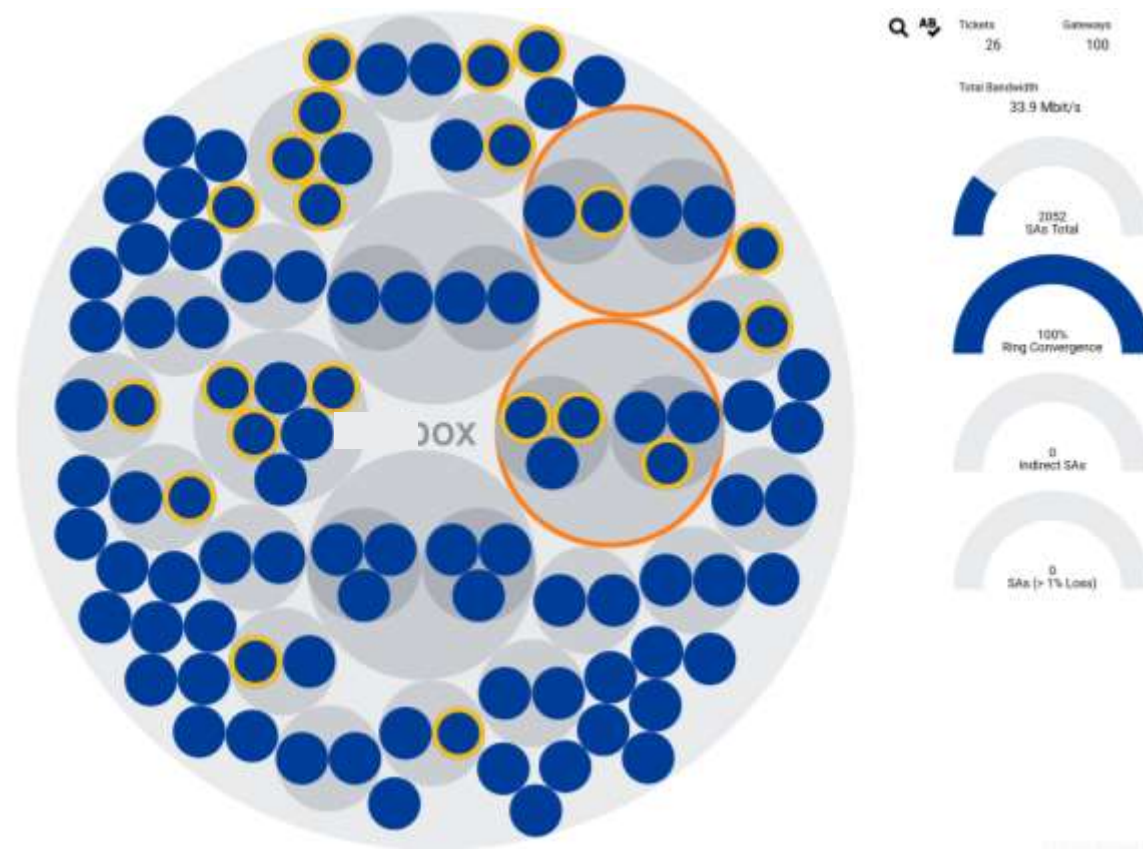 Tickets
26
Gateways
100
Total Bandwidth
33.9 Mbit/s
2052
SAs Total
100%
Ring Convergence
0
Indirect SAs
0
SAs (> 1% Loss)